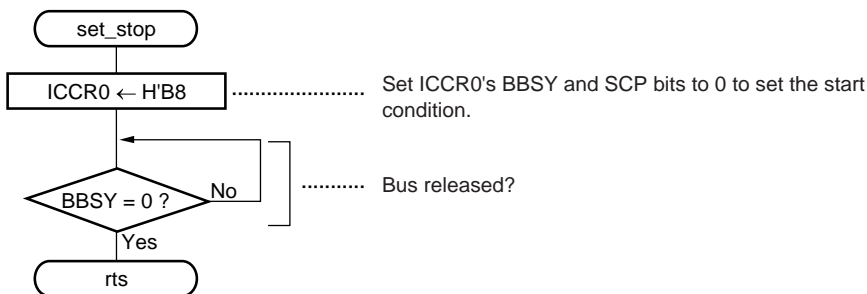 set_stop
ICCR0 ← H'B8
Set ICCR0's BBSY and SCP bits to 0 to set the start
condition.
BBSY = 0 ?
No
Bus released?
Yes
rts